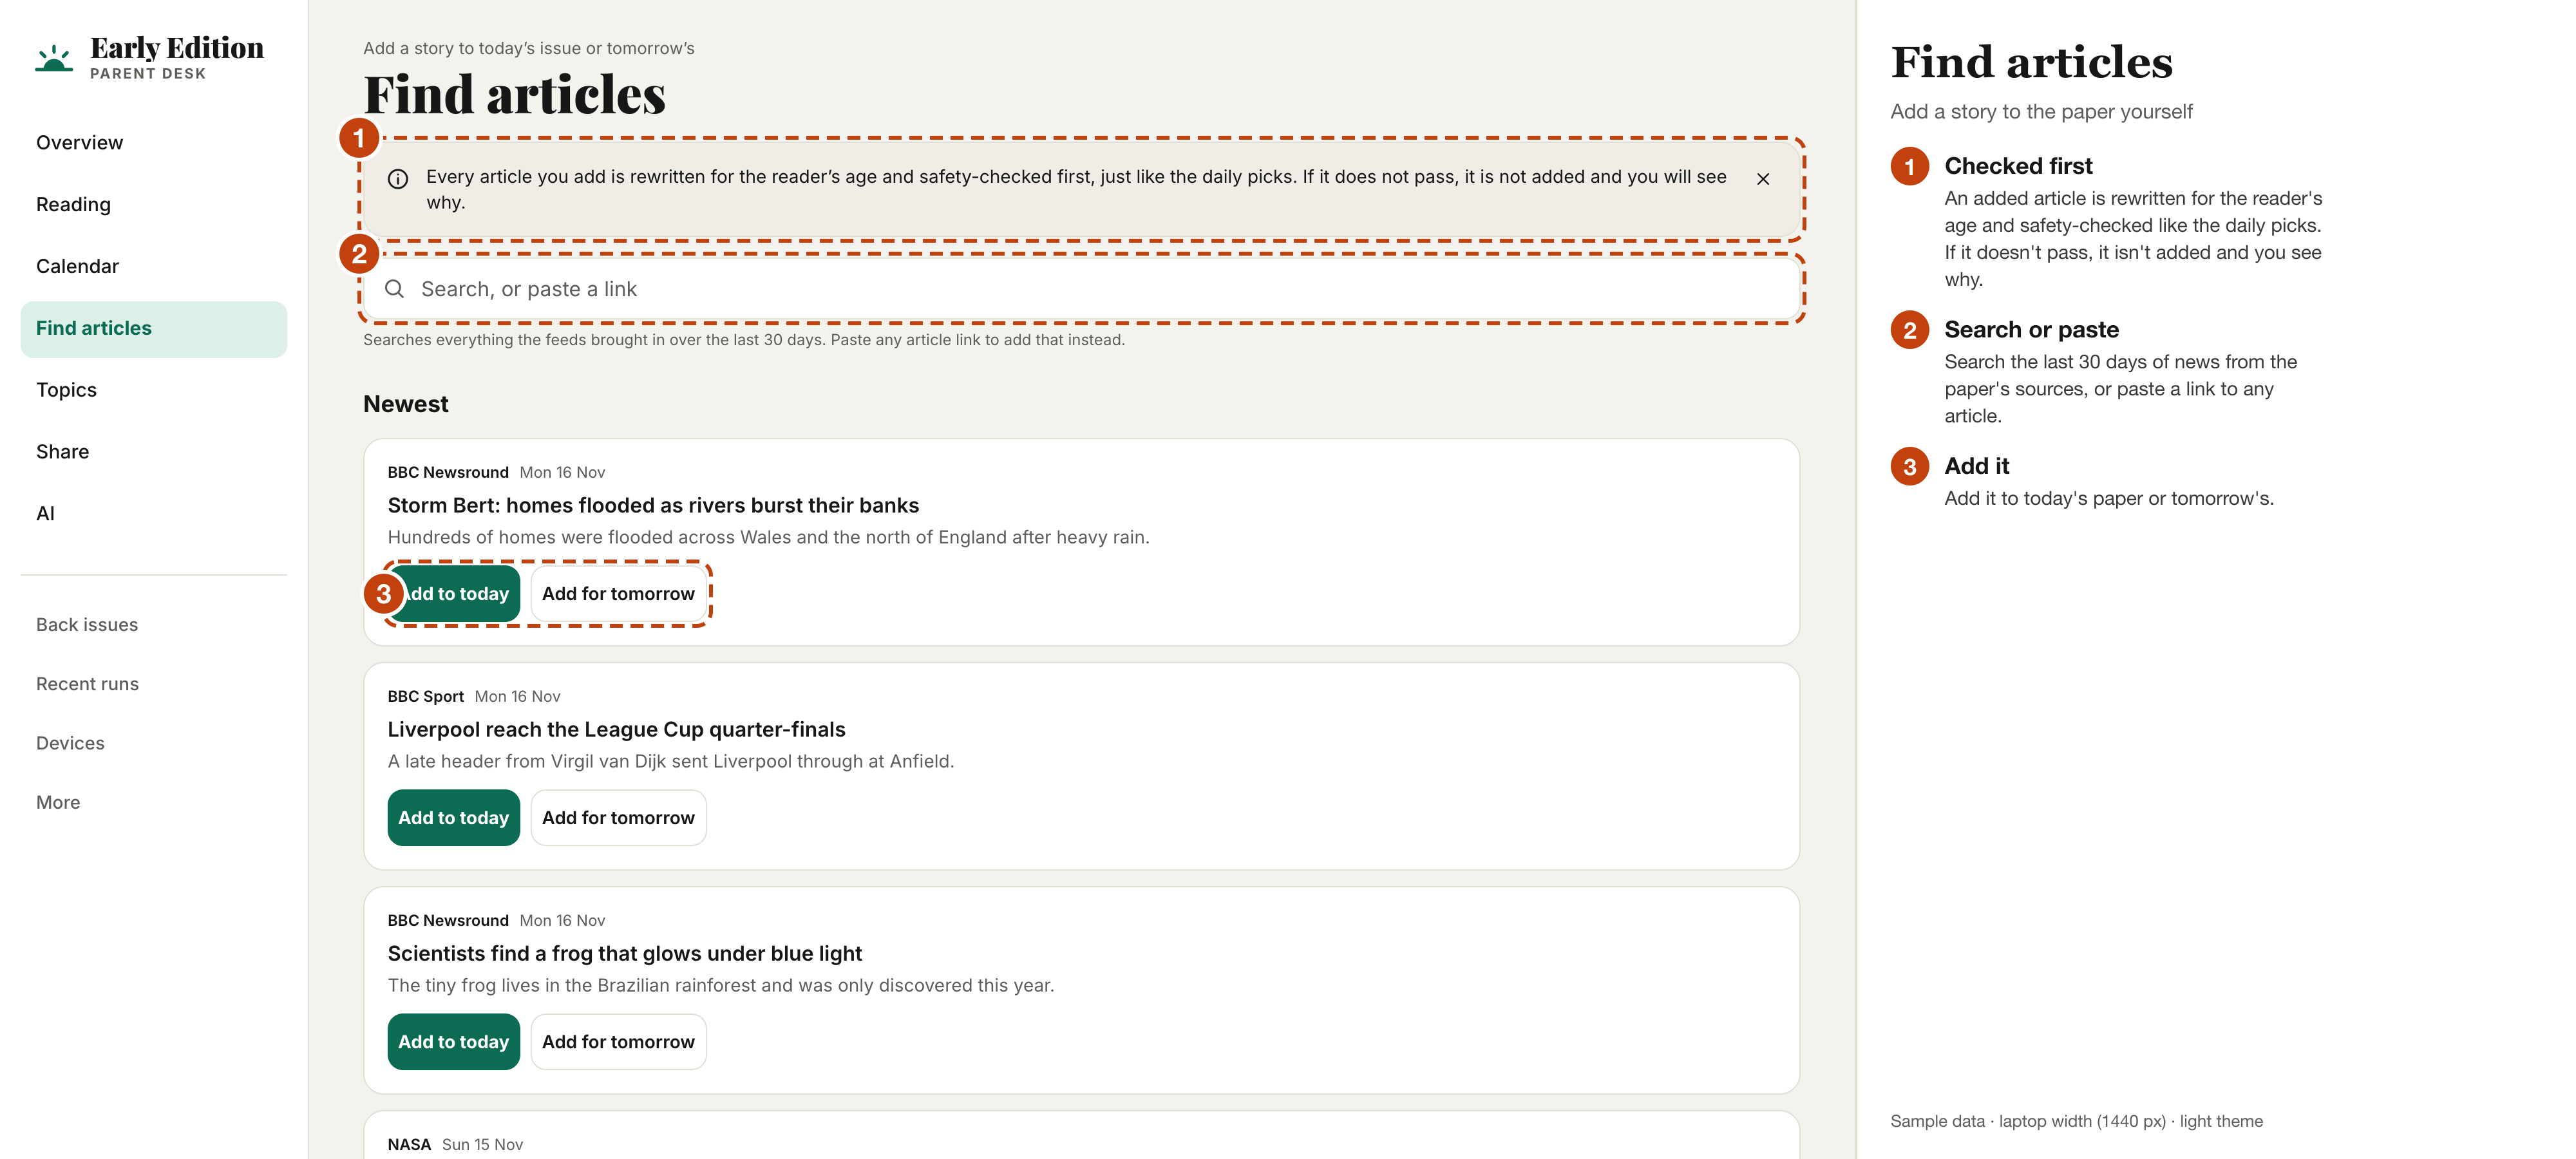 Early Edition
PARENT DESK
Overview
Reading
Calendar
Find articles
Topics
Share
AI
Back issues
Recent runs
Devices
More
Add a story to today’s issue or tomorrow’s
Find articles
1
Every article you add is rewritten for the reader’s age and safety-checked first, just like the daily picks. If it does not pass, it is not added and you will see
why.
2
Search, or paste a link
Searches everything the feeds brought in over the last 30 days. Paste any article link to add that instead.
Newest
BBC Newsround Mon 16 Nov
Storm Bert: homes flooded as rivers burst their banks
Hundreds of homes were flooded across Wales and the north of England after heavy rain.
3 Add to today Add for tomorrow
BBC Sport Mon 16 Nov
Liverpool reach the League Cup quarter-finals
A late header from Virgil van Dijk sent Liverpool through at Anfield.
Add to today Add for tomorrow
BBC Newsround Mon 16 Nov
Scientists find a frog that glows under blue light
The tiny frog lives in the Brazilian rainforest and was only discovered this year.
Add to today Add for tomorrow
NASA Sun 15 Nov
Find articles
Add a story to the paper yourself
1 Checked first
An added article is rewritten for the reader's
age and safety-checked like the daily picks.
If it doesn't pass, it isn't added and you see
why.
2 Search or paste
Search the last 30 days of news from the
paper's sources, or paste a link to any
article.
3 Add it
Add it to today's paper or tomorrow's.
Sample data · laptop width (1440 px) · light theme